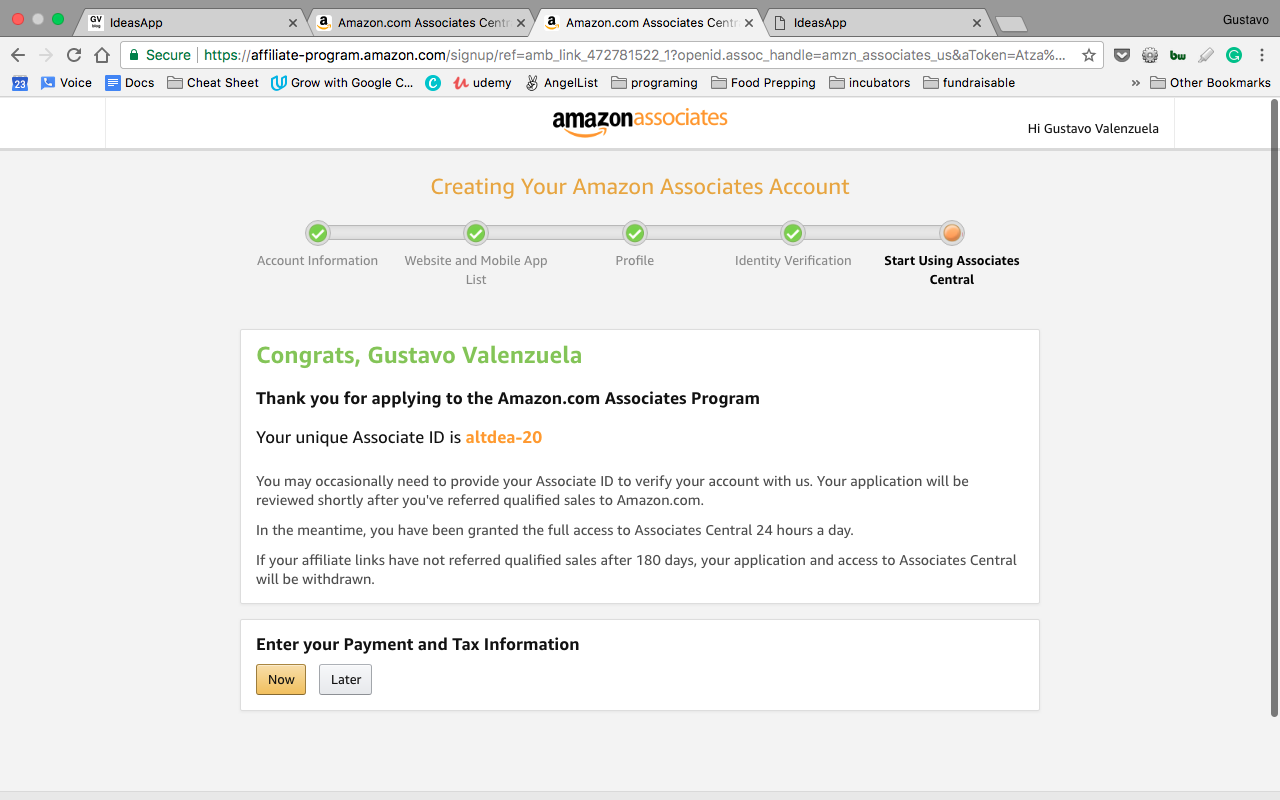 IdeasApp
Amazon.com Associates Centr
Amazon.com Associates Centr
IdeasApp
Gustavo
Secure
https://affiliate-program.amazon.com/signup/ref=amb_link_472781522_1?openid.assoc_handle=amzn_associates_us&aToken=Atza%...
23
Voice
Docs
Cheat Sheet
Grow with Google C...
udemy
AngelList
programing
Food Prepping
incubators
fundraisable
»
Other Bookmarks
amazonassociates
Hi Gustavo Valenzuela
Creating Your Amazon Associates Account
Account Information
Website and Mobile App
List
Profile
Identity Verification
Start Using Associates
Central
Congrats, Gustavo Valenzuela
Thank you for applying to the Amazon.com Associates Program
Your unique Associate ID is altdea-20
You may occasionally need to provide your Associate ID to verify your account with us. Your application will be
reviewed shortly after you've referred qualified sales to Amazon.com.
In the meantime, you have been granted the full access to Associates Central 24 hours a day.
If your affiliate links have not referred qualified sales after 180 days, your application and access to Associates Central
will be withdrawn.
Enter your Payment and Tax Information
Now
Later